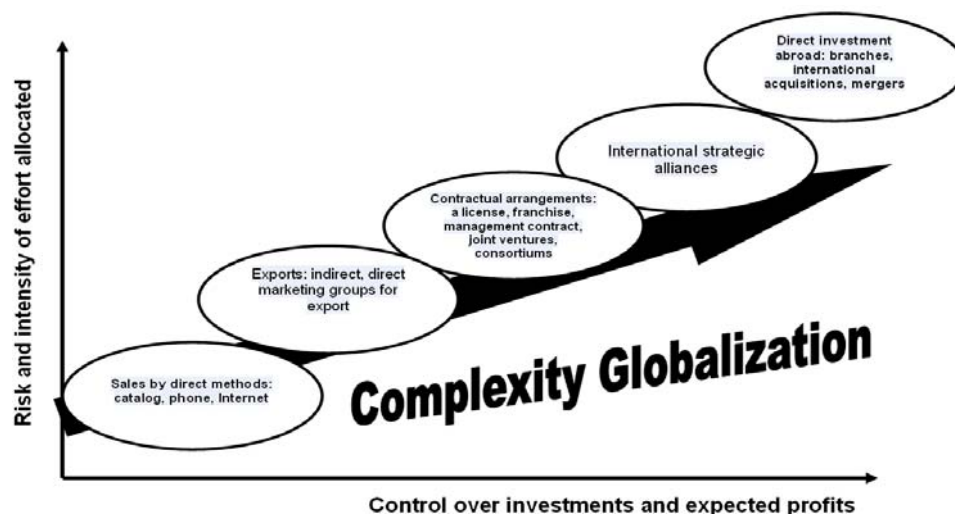 Direct investment
abroad: branches,
international
acquisitions, mergers
International strategic
alliances
Contractual arrangements:
a license, franchise,
management contract,
joint ventures,
consortiums
Exports: indirect, direct
marketing groups for
export
Sales by direct methods:
catalog, phone, Internet
Complexity Globalization
Risk and intensity of effort allocated
Control over investments and expected profits